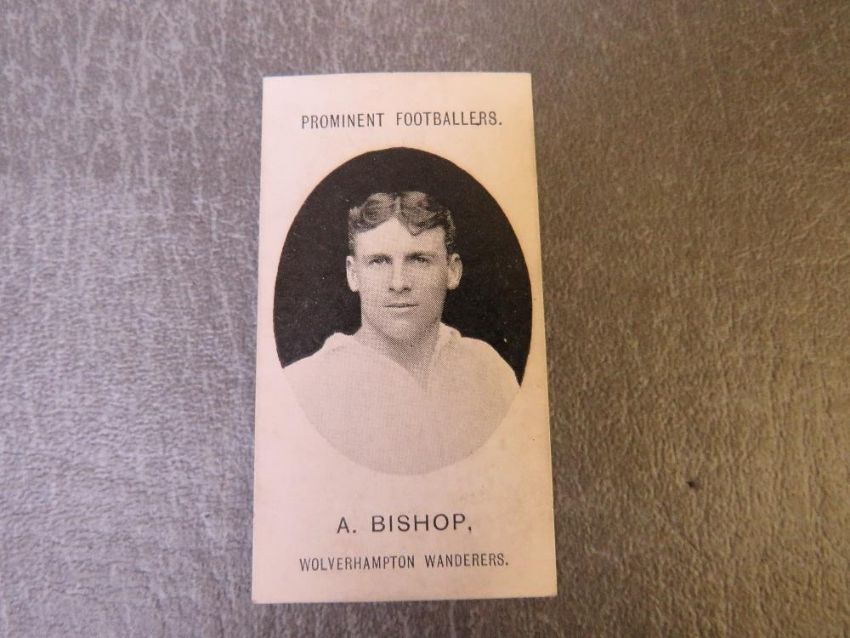 PROMINENT FOOTBALLERS.
A. BISHOP,
WOLVERHAMPTON WANDERERS.